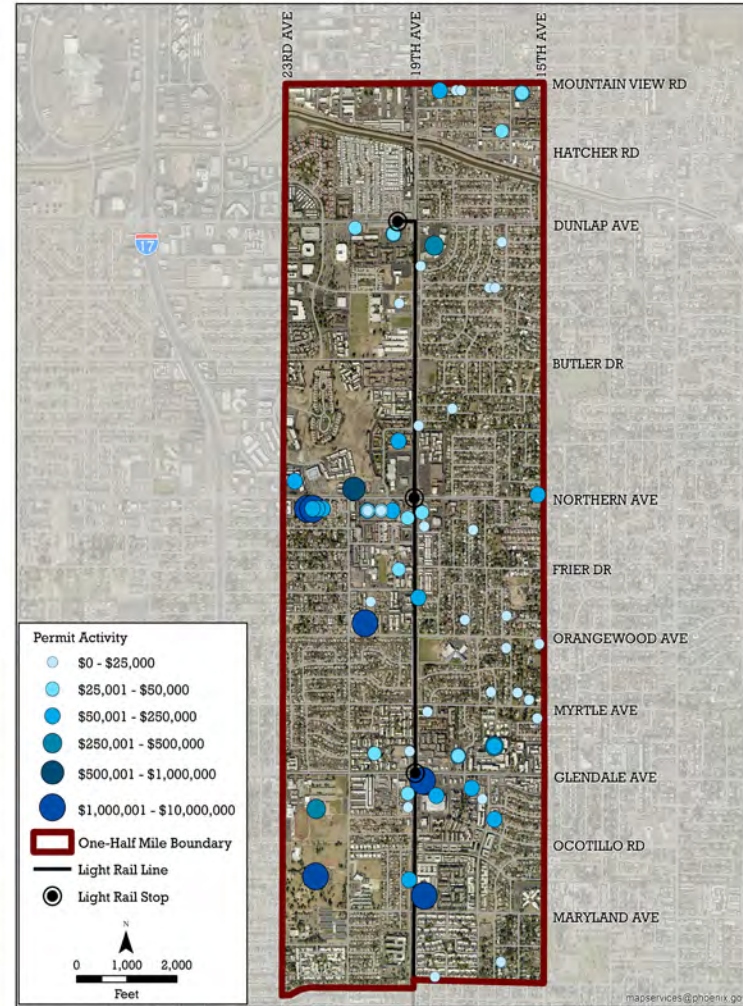 23RD AVE
19TH AVE
15TH AVE
MOUNTAIN VIEW RD
HATCHER RD
DUNLAP AVE
17
BUTLER DR
NORTHERN AVE
FRIER DR
ORANGEWOOD AVE
MYRTLE AVE
GLENDALE AVE
OCOTILLO RD
MARYLAND AVE
Permit Activity
$0 - $25,000
$25,001 - $50,000
$50,001 - $250,000
$250,001 - $500,000
$500,001 - $1,000,000
$1,000,001 - $10,000,000
One-Half Mile Boundary
Light Rail Line
Light Rail Stop
N
0 1,000 2,000
Feet
mapservices@phoenix.go